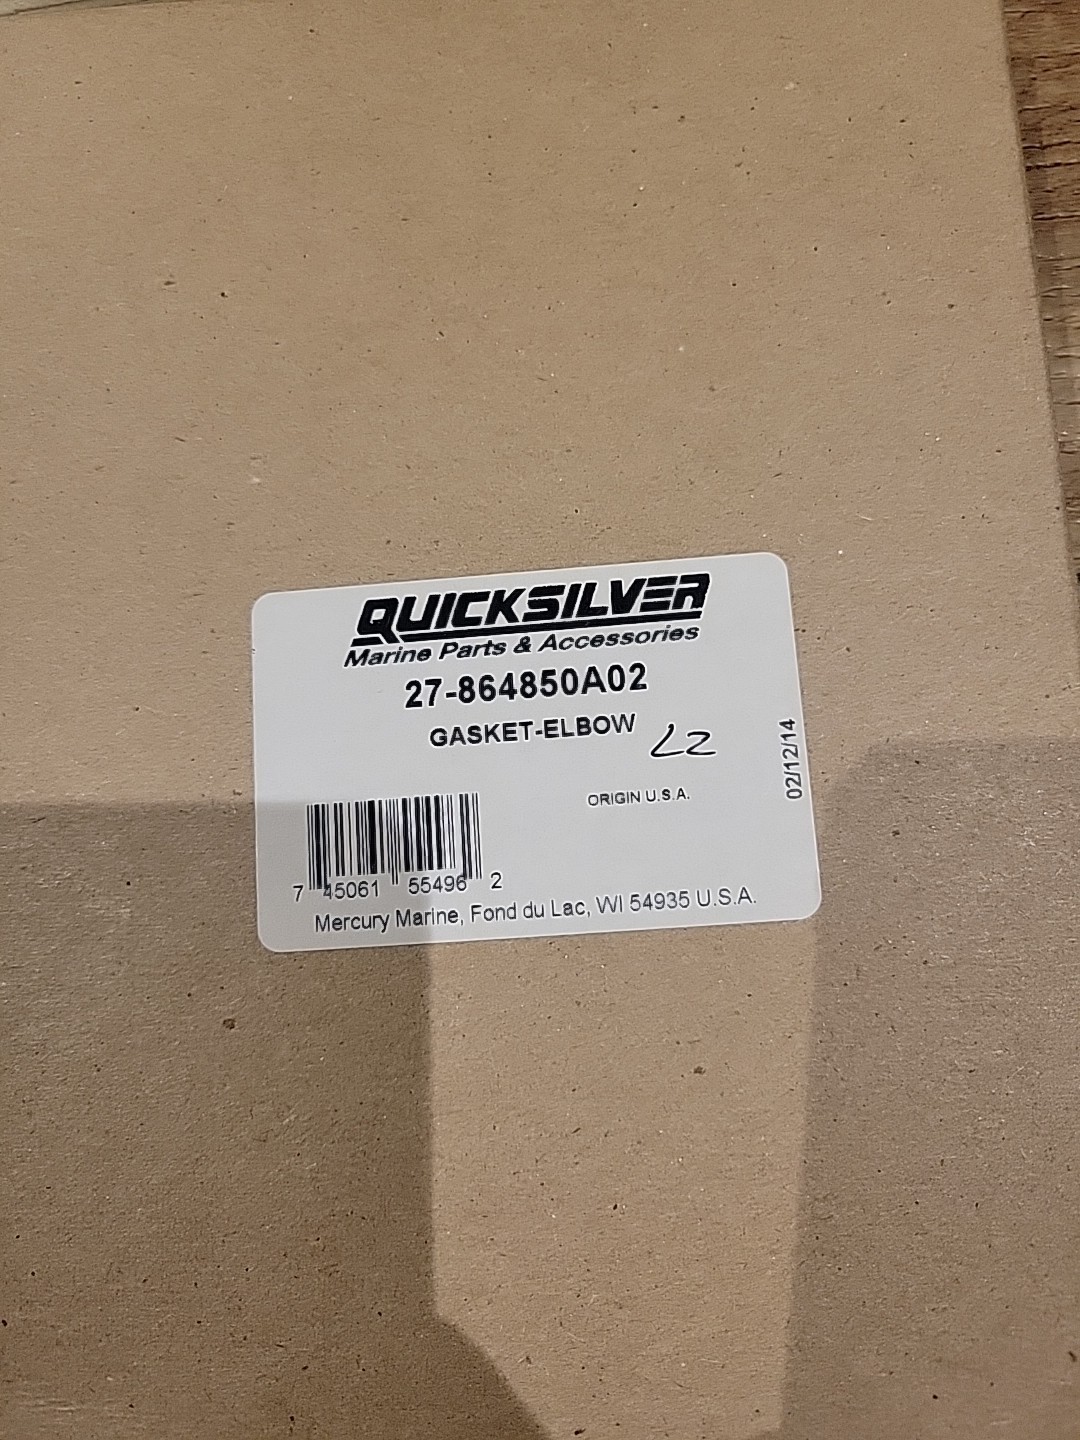 QUICKSILVER
Marine Parts & Accessories
27-864850A02
GASKET-ELBOW
L2
02/12/14
ORIGIN U.S.A.
7 45061 55496 2
Mercury Marine, Fond du Lac, WI 54935 U.S.A.